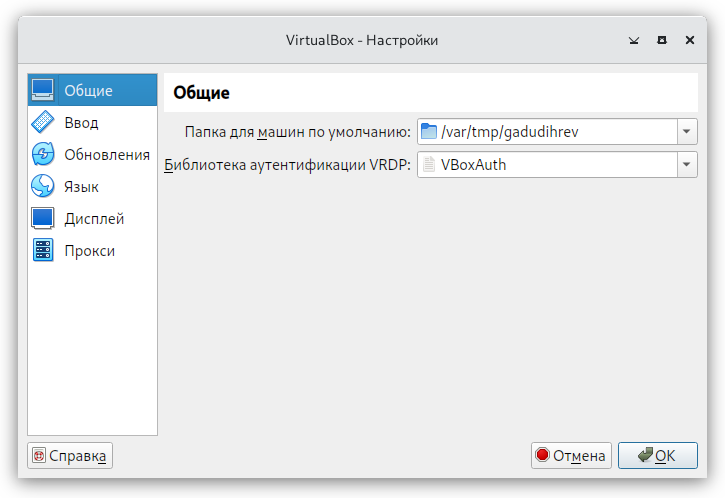 VirtualBox - Настройки
Общие
Ввод
Обновления
Язык
Дисплей
Прокси
Общие
Папка для машин по умолчанию: /var/tmp/gadudihrev
Библиотека аутентификации VRDP: VBoxAuth
Справка
Отмена
OK